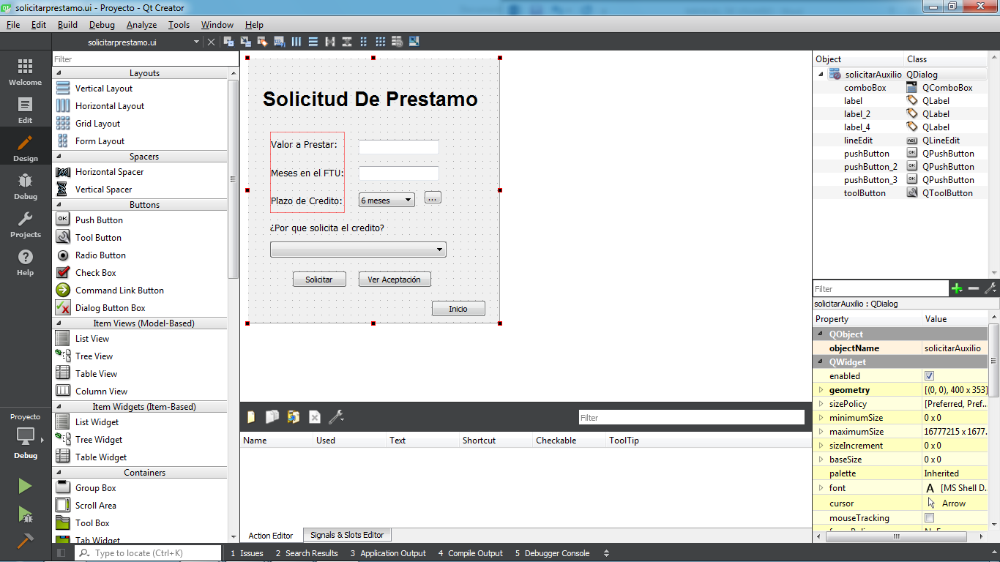 solicitarprestamo.ui - Proyecto - Qt Creator
File Edit Build Debug Analyze Tools Window Help
solicitarprestamo.ui
Welcome
Edit
Design
Debug
Projects
Help
Proyecto
Debug
Filter
Layouts
Vertical Layout
Horizontal Layout
Grid Layout
Form Layout
Spacers
Horizontal Spacer
Vertical Spacer
Buttons
Push Button
Tool Button
Radio Button
Check Box
Command Link Button
Dialog Button Box
Item Views (Model-Based)
List View
Tree View
Table View
Column View
Item Widgets (Item-Based)
List Widget
Tree Widget
Table Widget
Containers
Group Box
Scroll Area
Tool Box
Tab Widget
Solicitud De Prestamo
Valor a Prestar:
Meses en el FTU:
Plazo de Credito: 6 meses ...
¿Por que solicita el credito?
Solicitar Ver Aceptación
Inicio
Filter
Name Used Text Shortcut Checkable ToolTip
Action Editor Signals & Slots Editor
Object Class
solicitarAuxilio QDialog
comboBox QComboBox
label QLabel
label_2 QLabel
label_4 QLabel
lineEdit QLineEdit
pushButton QPushButton
pushButton_2 QPushButton
pushButton_3 QPushButton
toolButton QToolButton
Filter
solicitarAuxilio : QDialog
Property Value
QObject
objectName solicitarAuxilio
QWidget
enabled
geometry [(0, 0), 400 x 353]
sizePolicy [Preferred, Pref...
minimumSize 0 x 0
maximumSize 16777215 x 1677...
sizeIncrement 0 x 0
baseSize 0 x 0
palette Inherited
font A [MS Shell D...
cursor Arrow
mouseTracking
Type to locate (Ctrl+K) 1 Issues 2 Search Results 3 Application Output 4 Compile Output 5 Debugger Console